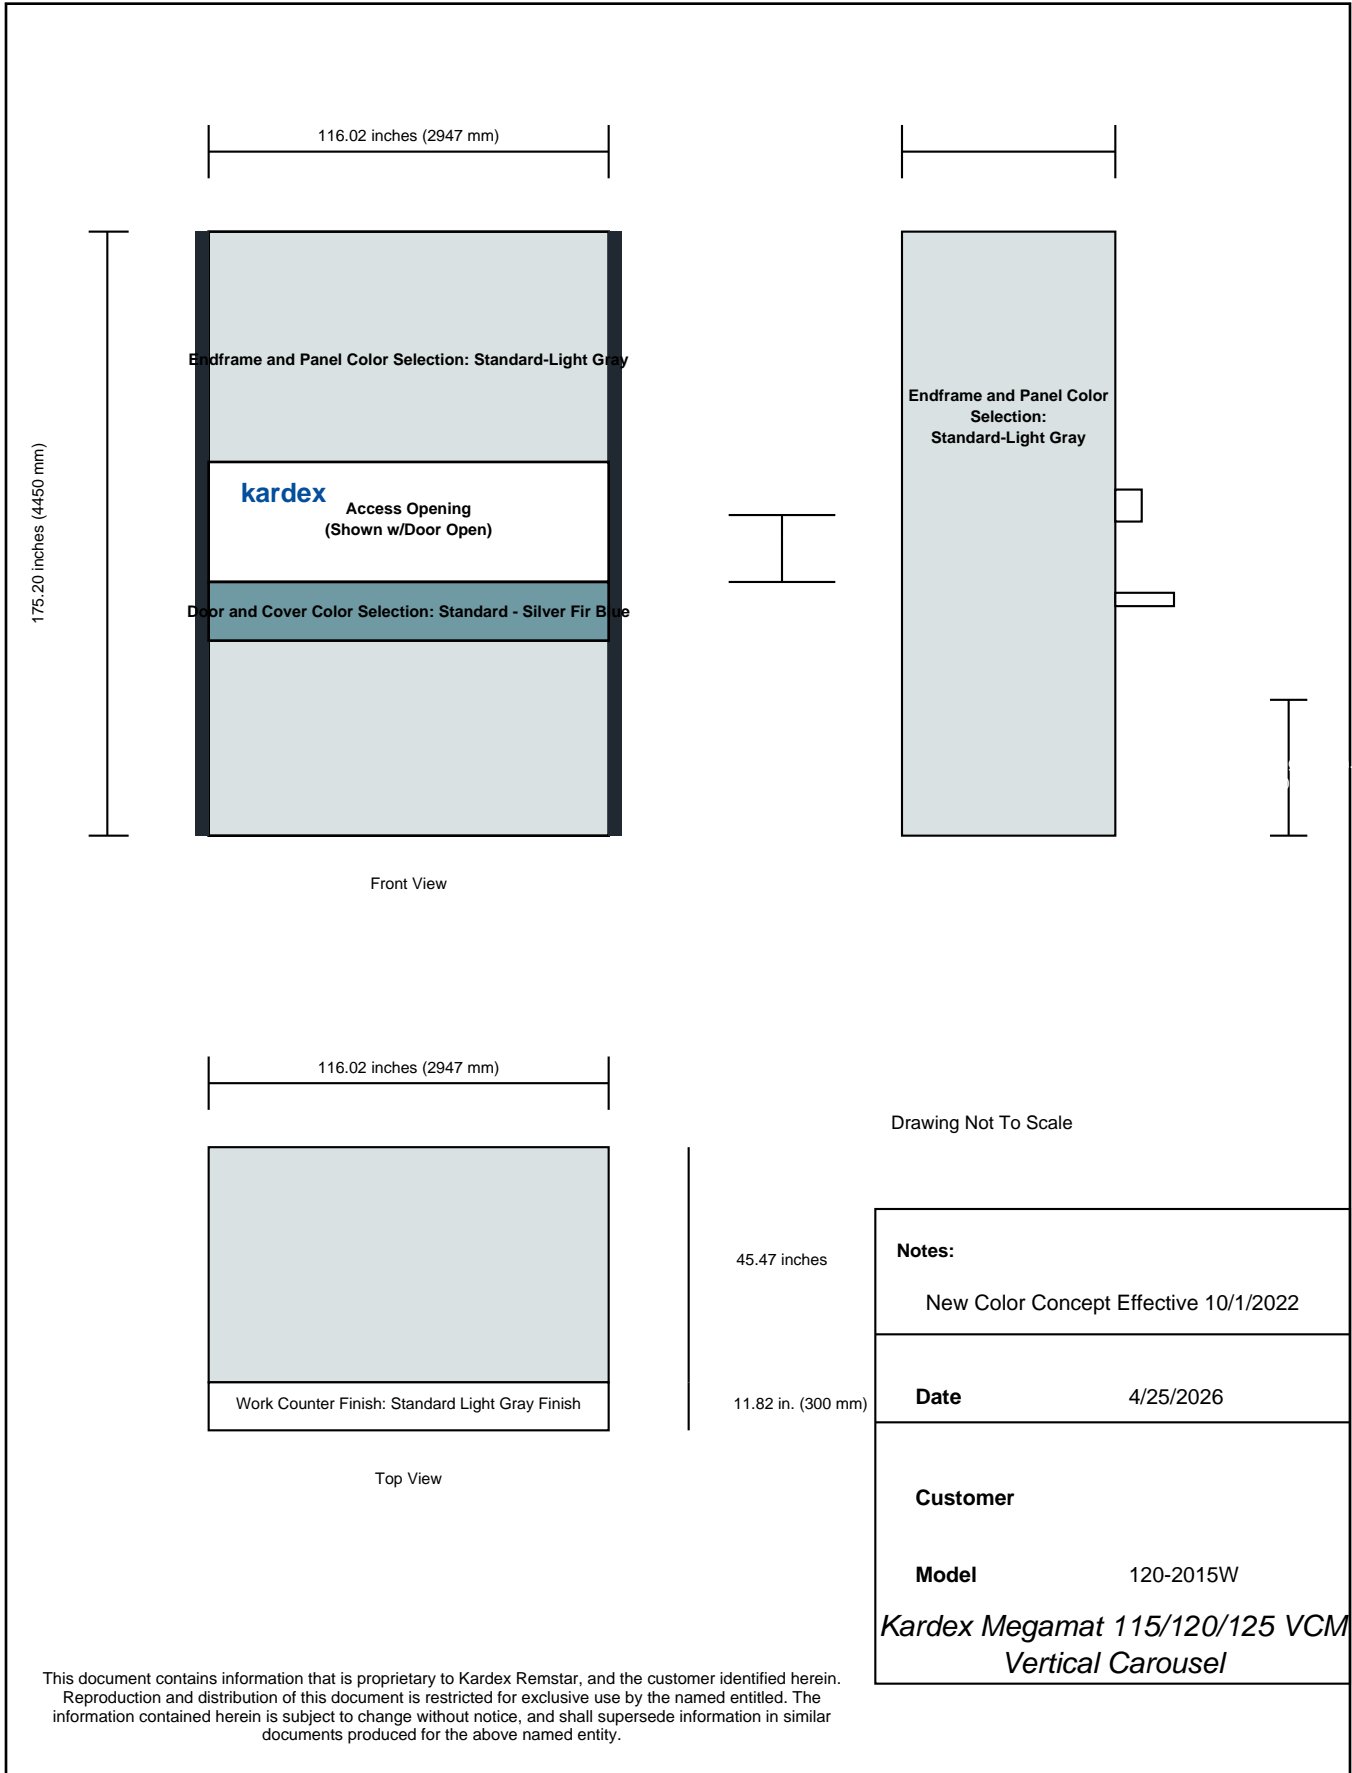 116.02 inches (2947 mm)
175.20 inches (4450 mm)
Endframe and Panel Color Selection: Standard-Light Gray
kardex
Access Opening
(Shown w/Door Open)
Door and Cover Color Selection: Standard - Silver Fir Blue
Front View
Endframe and Panel Color
Selection:
Standard-Light Gray
116.02 inches (2947 mm)
45.47 inches
Work Counter Finish: Standard Light Gray Finish
11.82 in. (300 mm)
Top View
Drawing Not To Scale
Notes:
New Color Concept Effective 10/1/2022
Date 4/25/2026
Customer
Model 120-2015W
Kardex Megamat 115/120/125 VCM
Vertical Carousel
This document contains information that is proprietary to Kardex Remstar, and the customer identified herein.
Reproduction and distribution of this document is restricted for exclusive use by the named entitled. The
information contained herein is subject to change without notice, and shall supersede information in similar
documents produced for the above named entity.